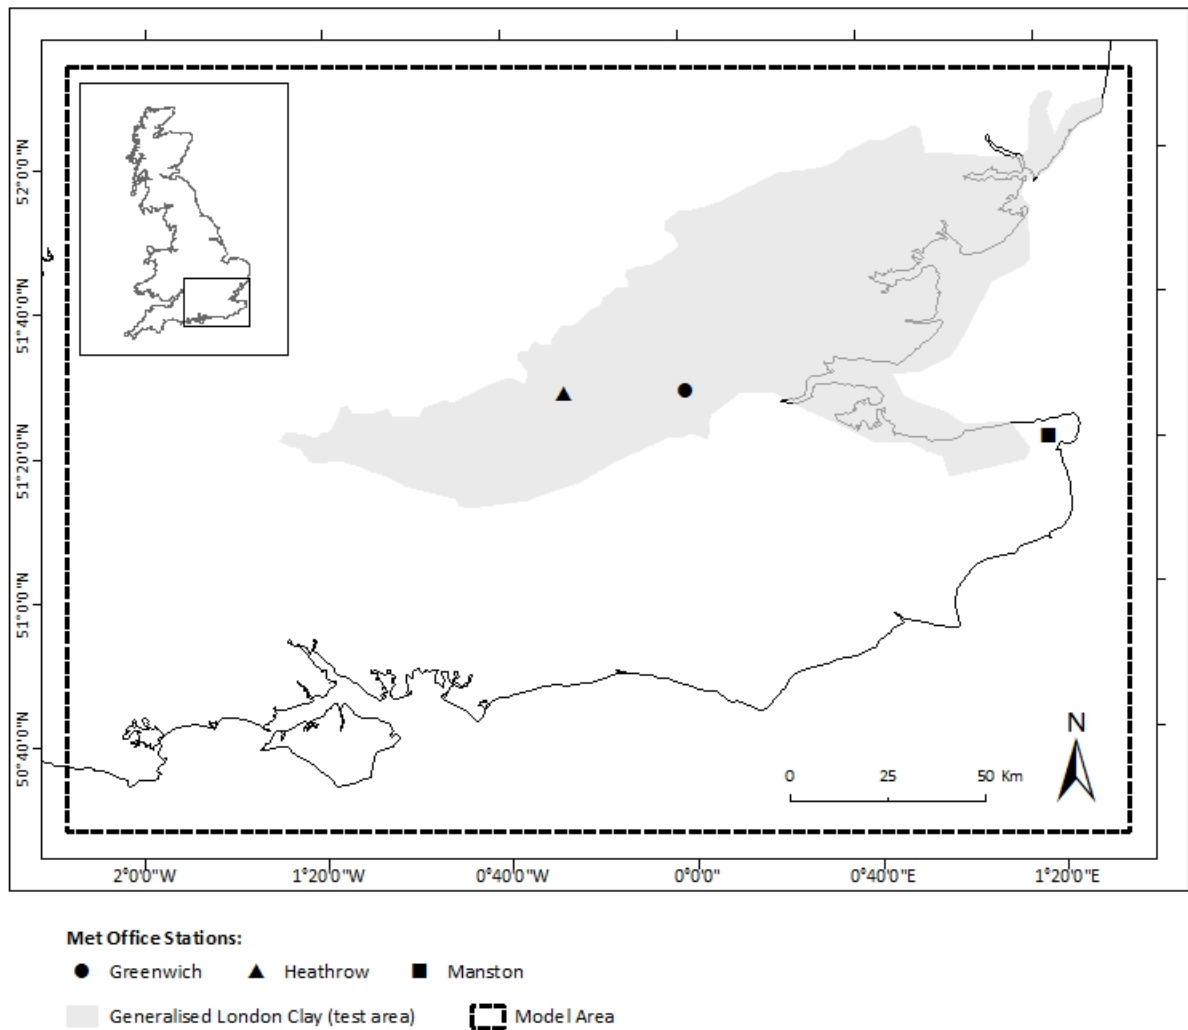 52°0'0"N
51°40'0"N
51°20'0"N
51°0'0"N
50°40'0"N
N
0 25 50 Km
2°0'0"W 1°20'0"W 0°40'0"W 0°0'0" 0°40'0"E 1°20'0"E
Met Office Stations:
Greenwich Heathrow Manston
Generalised London Clay (test area) Model Area